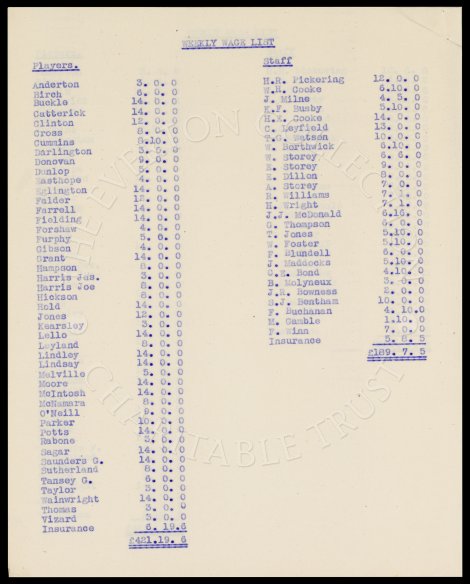 WEEKLY WAGE LIST
Players.
Anderton 3. 0. 0
Birch 6. 0. 0
Buckle 14. 0. 0
Catterick 14. 0. 0
Clinton 12. 0. 0
Cross 8. 0. 0
Cummins 8.10. 0
Darlington
Donovan 9. 0. 0
Dunlop 5. 0. 0
Easthope 4. 0. 0
Eglington 14. 0. 0
Falder 12. 0. 0
Farrell 14. 0. 0
Fielding 14. 0. 0
Forshaw 4. 0. 0
Furphy 5. 0
Gibson 4. 0. 0
Grant 14. 0. 0
Hampson 8. 0. 0
Harris Jas. 3. 0. 0
Harris Joe 8. 0. 0
Hickson 8. 0. 0
Hold 14. 0. 0
Jones 12. 0. 0
Kearsley 3. 0. 0
Lello 14. 0. 0
Leyland 8. 0. 0
Lindley 14. 0. 0
Lindsay 14. 0. 0
Melville 5. 0. 0
Moore 14. 0. 0
McIntosh 14. 0. 0
McNamara 8. 0. 0
O'Neill 9. 0. 0
Parker 10. 0. 0
Potts 14. 0. 0
Rabone 3. 0. 0
Sagar 14. 0. 0
Saunders G. 14. 0. 0
Sutherland 8. 0. 0
Tansey G. 6. 0. 0
Taylor 3. 0. 0
Wainwright 14. 0. 0
Thomas 3. 0. 0
Vizard 3. 0. 0
Insurance 6. 19.6
£421.19. 6
Staff
H.R. Pickering 12. 0. 0
W.H. Cooke 6.10. 0
J. Milne 4. 5. 0
K.F. Busby 5.10. 0
H.E. Cooke 14. 0. 0
C. Leyfield 13. 0. 0
T.G. Watson 10. 0. 0
W. Borthwick 6.10. 0
W. Storey 6. 0. 0
E. Storey 9. 0. 0
E. Dillon 8. 0. 0
A. Storey 7. 0. 0
R. Williams 7. 1. 0
H. Wright 7. 1. 0
J.J. McDonald 6.16. 0
G. Thompson 6. 0. 0
T. Jones 5.10. 0
W. Foster 5.10. 0
F. Blundell 6. 0. 0
J. Maddocks 5.10. 0
C.E. Bond 4.10. 0
B. Molyneux 3. 0. 0
J.R. Bowness 2. 0. 0
S.J. Bentham 10. 0. 0
F. Buchanan 4. 10.0
M. Gamble 1.10. 0
P. Winn 7. 0. 0
Insurance 5. 8. 5
£189. 7. 5
THE EVERTON COLLECTION
CHARITABLE TRUST